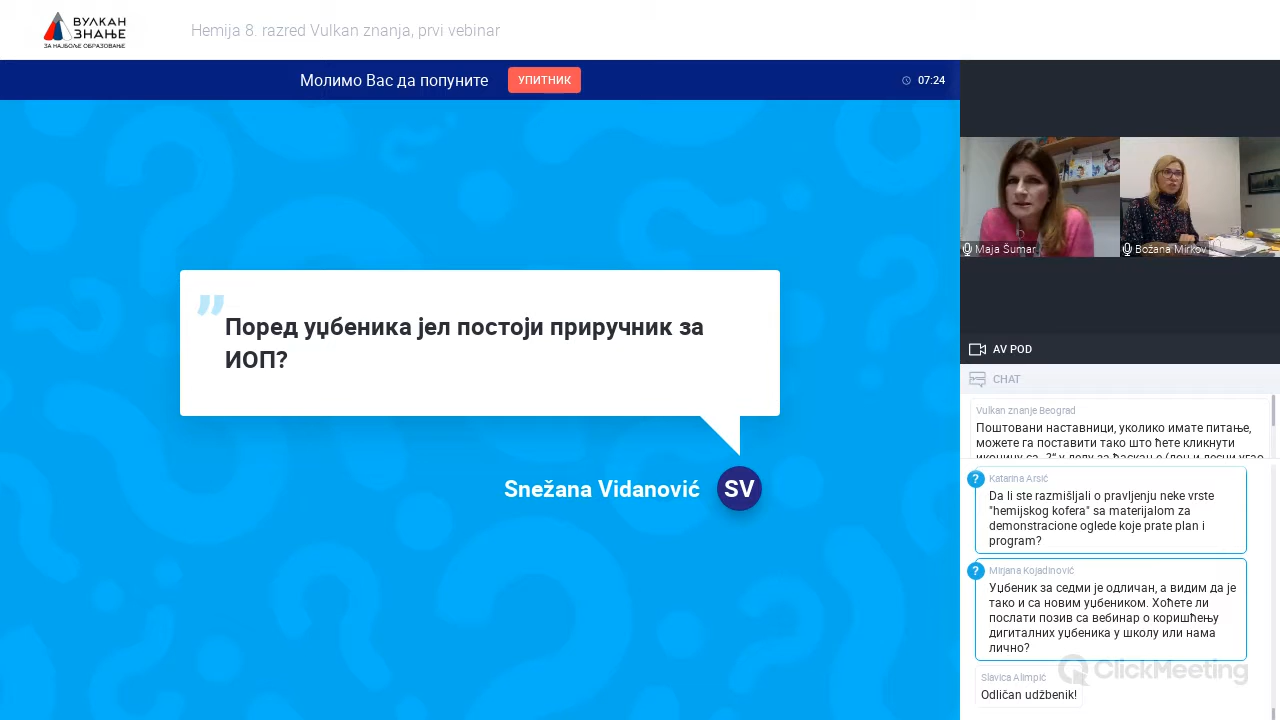 ВУЛКАН
ЗНАЊЕ
ЗА НАЈБОЉЕ ОБРАЗОВАЊЕ
Hemija 8. razred Vulkan znanja, prvi vebinar
Молимо Вас да попуните
УПИТНИК
07:24
”
Поред уџбеника јел постоји приручник за
ИОП?
Snežana Vidanović
SV
Maja Šumar
Božana Mirkov
AV POD
CHAT
Vulkan znanje Beograd
Поштовани наставници, уколико имате питање,
можете га поставити тако што ћете кликнути
?
Katarina Arsić
Da li ste razmišljali o pravljenju neke vrste
"hemijskog kofera" sa materijalom za
demonstracione oglede koje prate plan i
program?
?
Mirjana Kojadinović
Уџбеник за седми је одличан, а видим да је
тако и са новим уџбеником. Хоћете ли
послати позив са вебинар о коришћењу
дигиталних уџбеника у школу или нама
лично?
ClickMeeting
Slavica Alimpić
Odličan udžbenik!